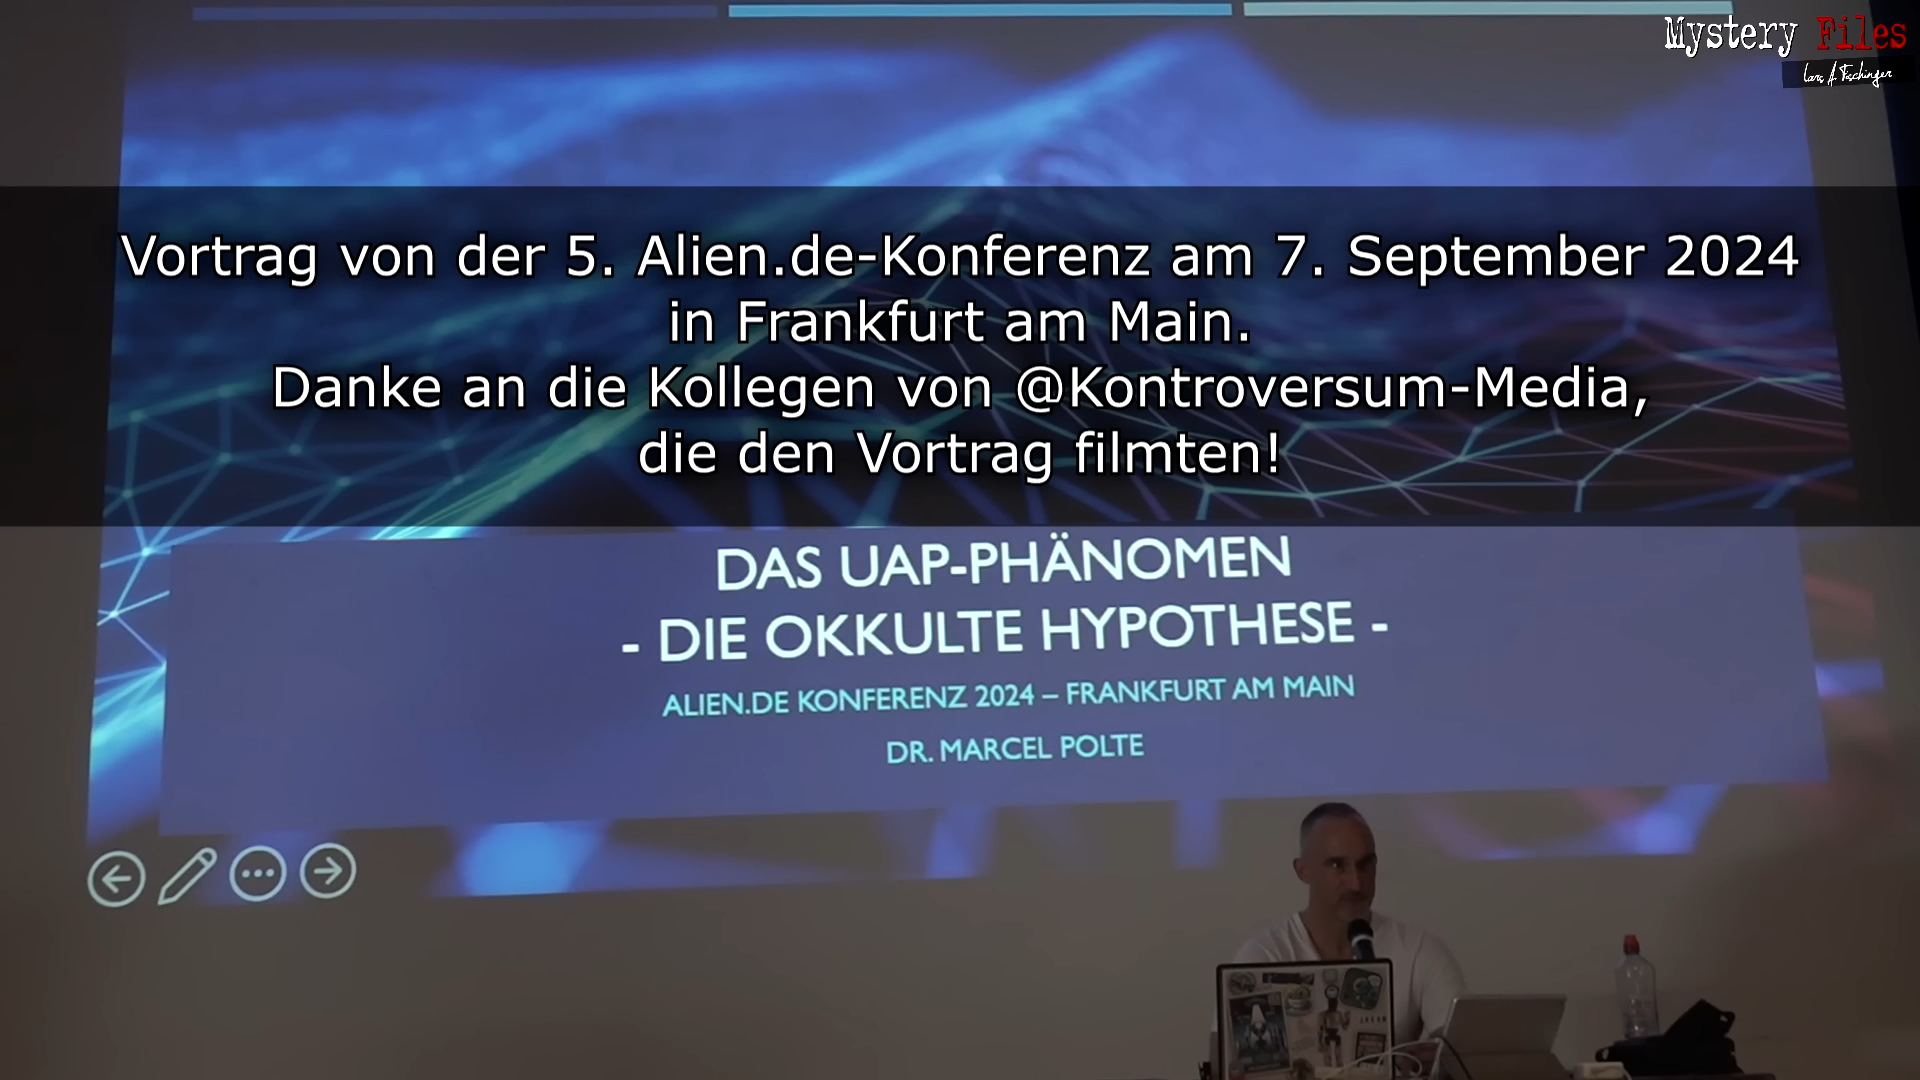 Mystery Files
Lars A. Fischinger
Vortrag von der 5. Alien.de-Konferenz am 7. September 2024
in Frankfurt am Main.
Danke an die Kollegen von @Kontroversum-Media,
die den Vortrag filmten!
DAS UAP-PHÄNOMEN
- DIE OKKULTE HYPOTHESE -
ALIEN.DE KONFERENZ 2024 – FRANKFURT AM MAIN
DR. MARCEL POLTE